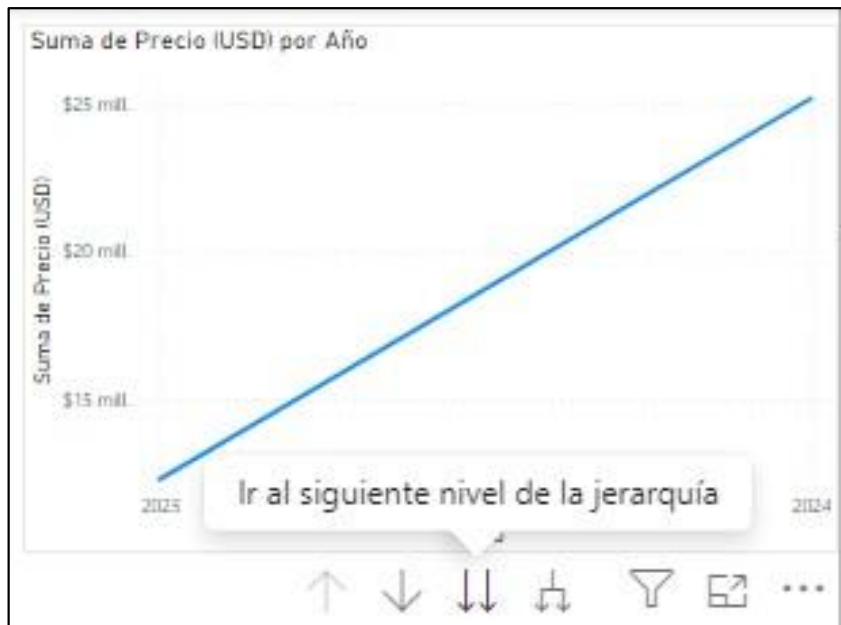 Suma de Precio (USD) por Año
$25 mill.
Suma de Precio (USD)
$20 mill.
$15 mill.
2023
2024
Ir al siguiente nivel de la jerarquía